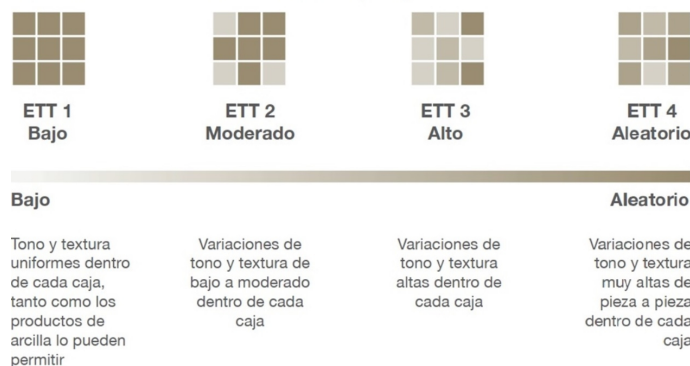 ETT 1
Bajo
ETT 2
Moderado
ETT 3
Alto
ETT 4
Aleatorio
Bajo
Aleatorio
Tono y textura
uniformes dentro
de cada caja,
tanto como los
productos de
arcilla lo pueden
permitir
Variaciones de
tono y textura de
bajo a moderado
dentro de cada
caja
Variaciones de
tono y textura
altas dentro de
cada caja
Variaciones de
tono y textura
muy altas de
pieza a pieza
dentro de cada
caja